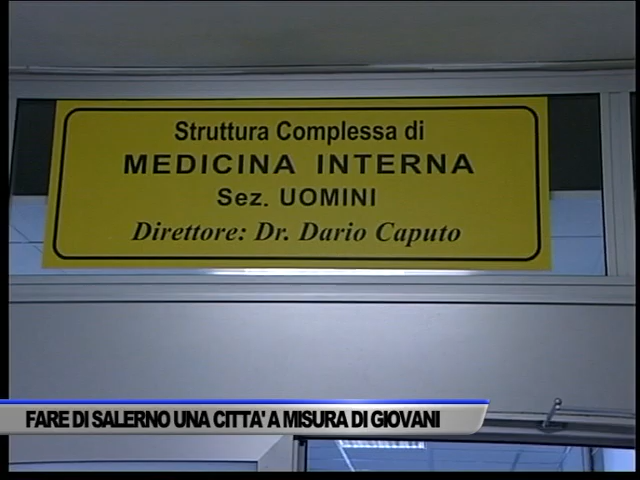 Struttura Complessa di
MEDICINA INTERNA
Sez. UOMINI
Direttore: Dr. Dario Caputo
FARE DI SALERNO UNA CITTA' A MISURA DI GIOVANI